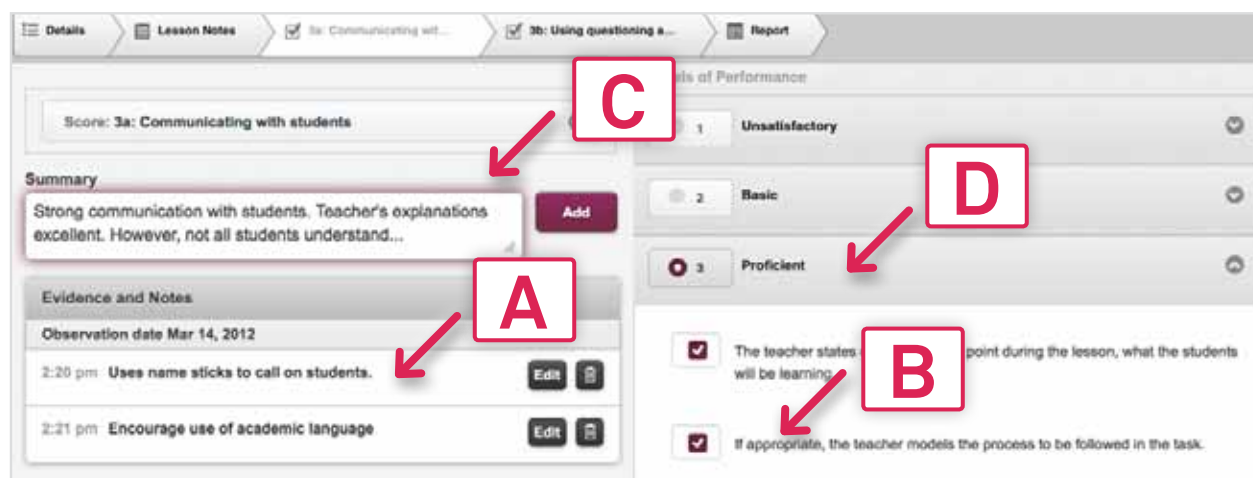 Details
Lesson Notes
3a: Communicating wit...
3b: Using questioning a...
Report
Score: 3a: Communicating with students
Summary
Strong communication with students. Teacher's explanations
excellent. However, not all students understand...
Add
Evidence and Notes
Observation date Mar 14, 2012
2:20 pm Uses name sticks to call on students.
Edit
2:21 pm Encourage use of academic language
Edit
C
A
of Performance
1 Unsatisfactory
2 Basic
D
3 Proficient
The teacher states point during the lesson, what the students
will be learning.
B
If appropriate, the teacher models the process to be followed in the task.